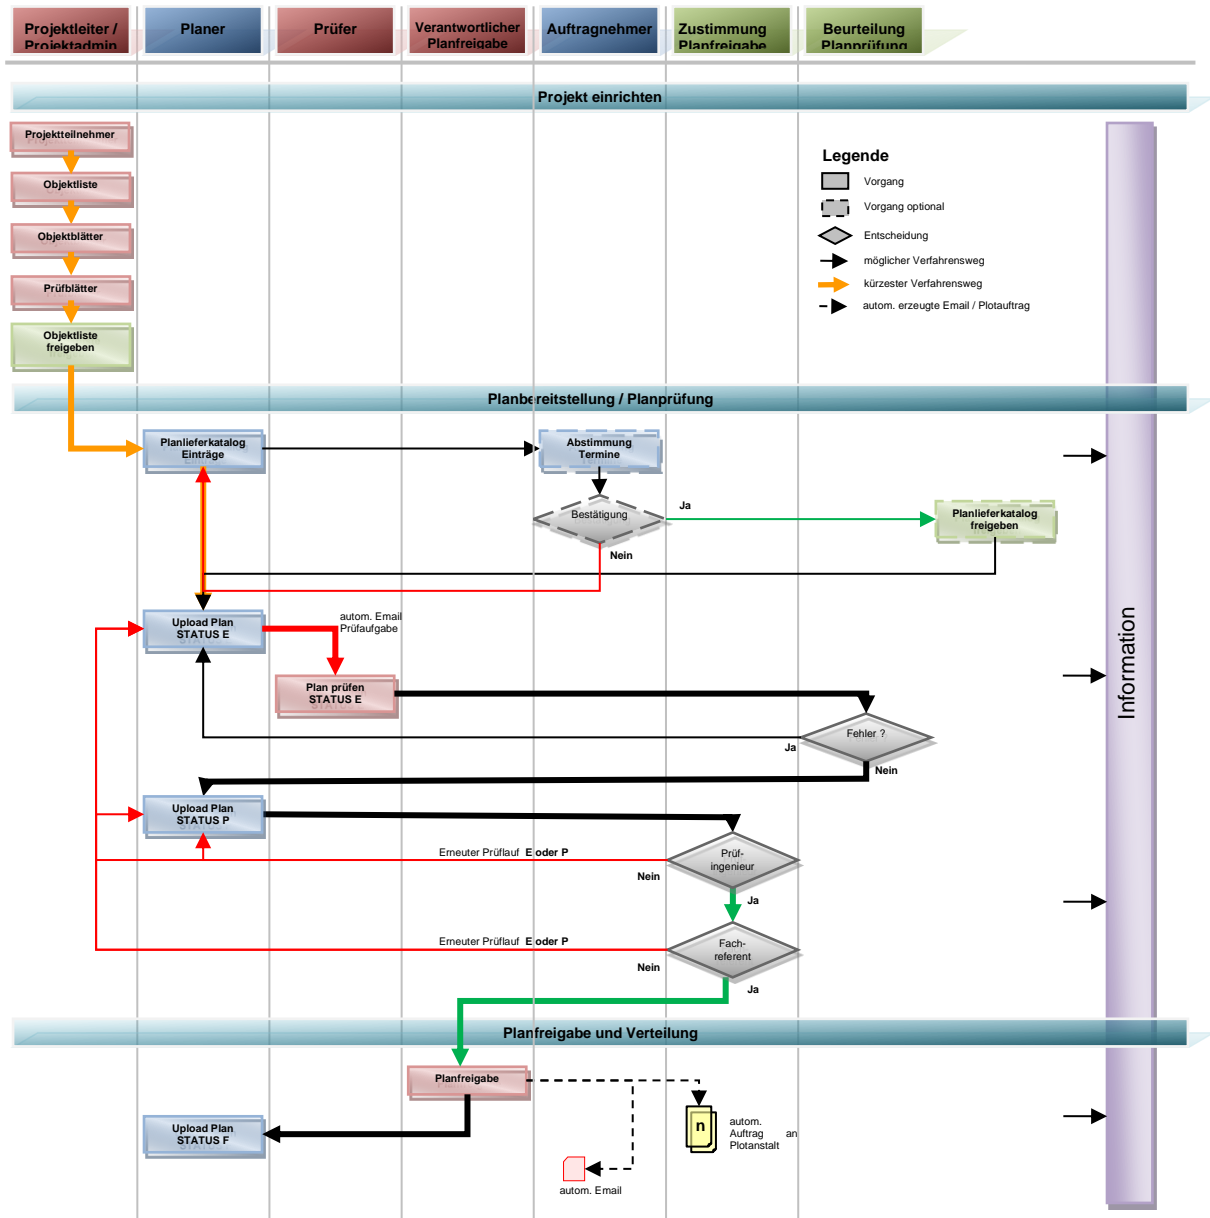 Projektleiter /
Projektadmin
Planer
Prüfer
Verantwortlicher
Planfreigabe
Auftragnehmer
Zustimmung
Planfreigabe
Beurteilung
Planprüfung
Projekt einrichten
Projektteilnehmer
Objektliste
Objektblätter
Prüfblätter
Objektliste
freigeben
Legende
Vorgang
Vorgang optional
Entscheidung
möglicher Verfahrensweg
kürzester Verfahrensweg
autom. erzeugte Email / Plotauftrag
Planbereitstellung / Planprüfung
Planlieferkatalog
Einträge
Abstimmung
Termine
Bestätigung
Ja
Nein
Planlieferkatalog
freigeben
Upload Plan
STATUS E
autom. Email
Prüfaufgabe
Plan prüfen
STATUS E
Fehler ?
Ja
Nein
Information
Upload Plan
STATUS P
Prüf-
ingenieur
Erneuter Prüflauf E oder P
Nein
Ja
Fach-
referent
Erneuter Prüflauf E oder P
Nein
Ja
Planfreigabe und Verteilung
Planfreigabe
Upload Plan
STATUS F
n
autom.
Auftrag an
Plotanstalt
autom. Email